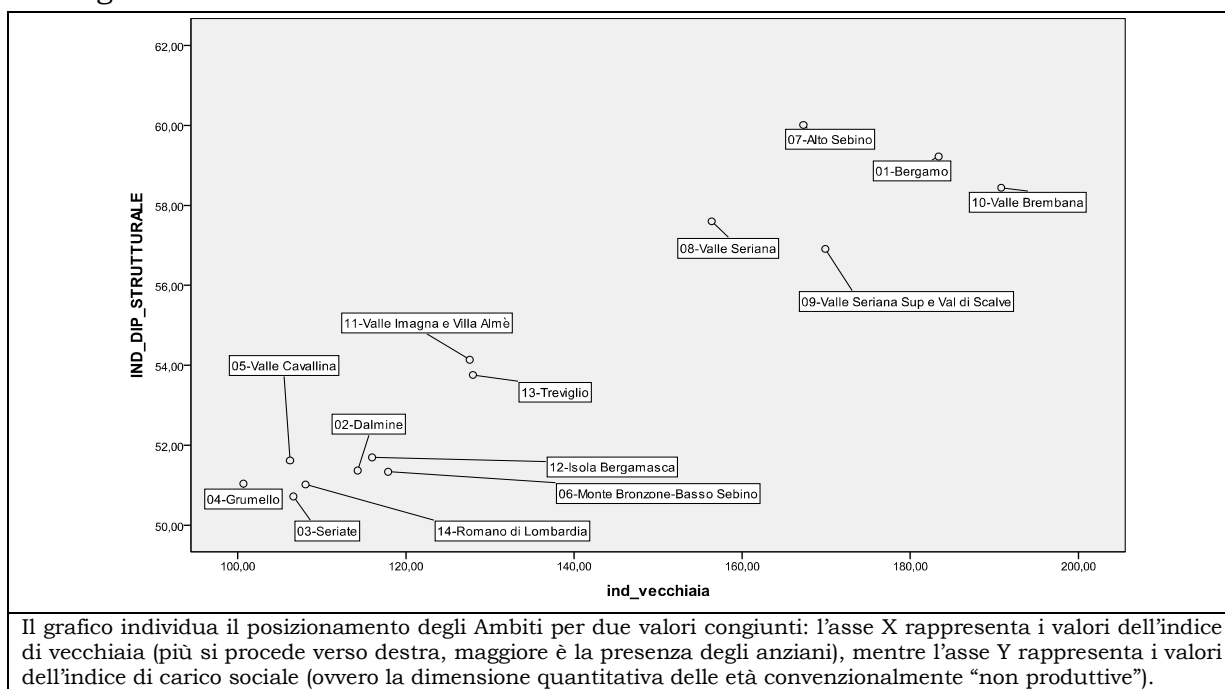 62,00
60,00
58,00
56,00
54,00
52,00
50,00
IND_DIP_STRUTTURALE
07-Alto Sebino
01-Bergamo
10-Valle Brembana
08-Valle Seriana
09-Valle Seriana Sup e Val di Scalve
11-Valle Imagna e Villa Almè
05-Valle Cavallina
13-Treviglio
02-Dalmine
12-Isola Bergamasca
06-Monte Bronzone-Basso Sebino
04-Grumello
03-Seriate
14-Romano di Lombardia
100,00 120,00 140,00 160,00 180,00 200,00
ind_vecchiaia
Il grafico individua il posizionamento degli Ambiti per due valori congiunti: l’asse X rappresenta i valori dell’indice
di vecchiaia (più si procede verso destra, maggiore è la presenza degli anziani), mentre l’asse Y rappresenta i valori
dell’indice di carico sociale (ovvero la dimensione quantitativa delle età convenzionalmente “non produttive”).